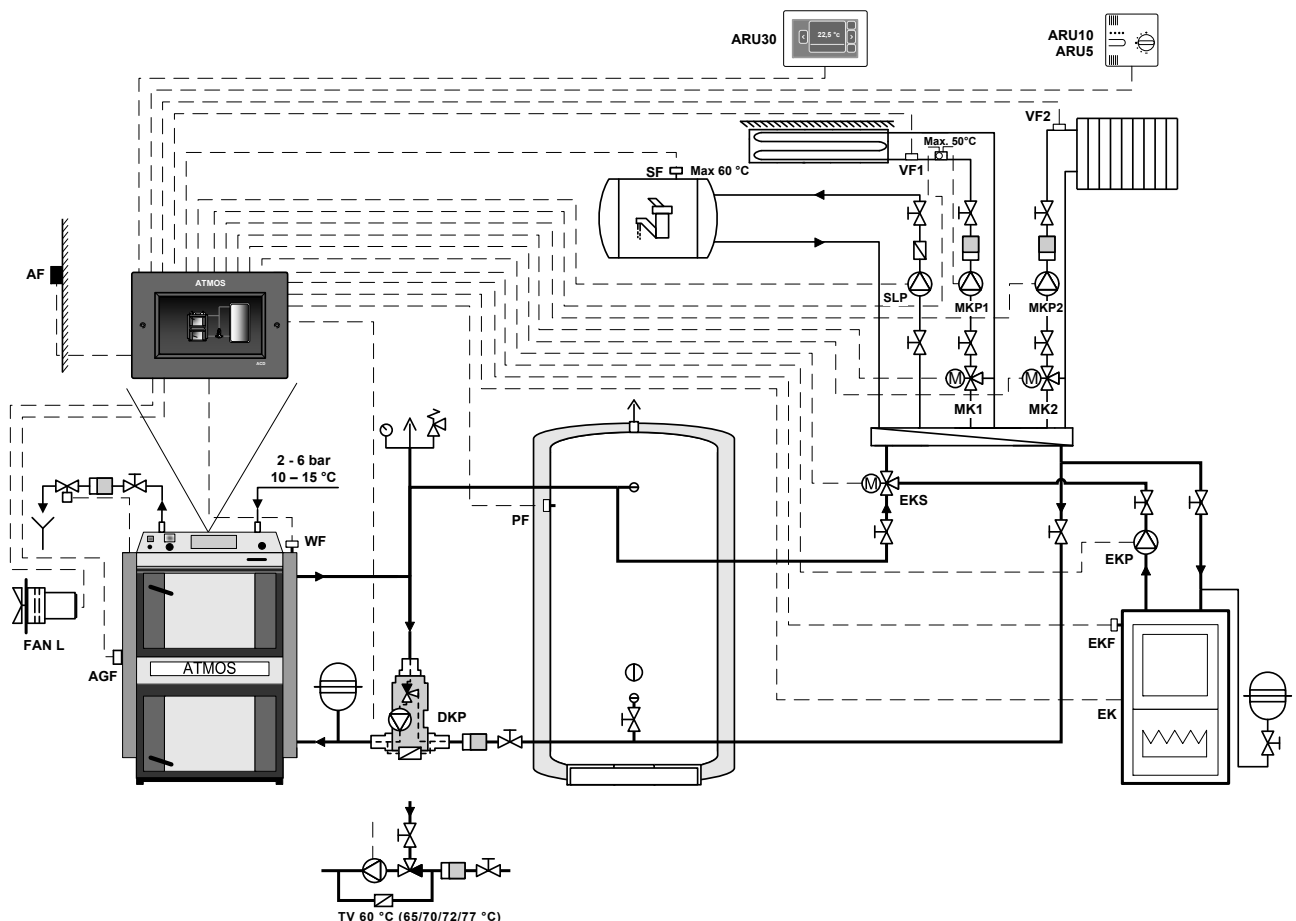 ARU30
22,5 °c
ARU10
ARU5
VF2
Max. 50°C
VF1
SF
Max 60 °C
AF
ATMOS
ACD
SLP
MKP1
MKP2
M
M
MK1
MK2
2 - 6 bar
10 – 15 °C
M
EKS
PF
WF
EKP
FAN L
AGF
ATMOS
EKF
DKP
EK
TV 60 °C (65/70/72/77 °C)